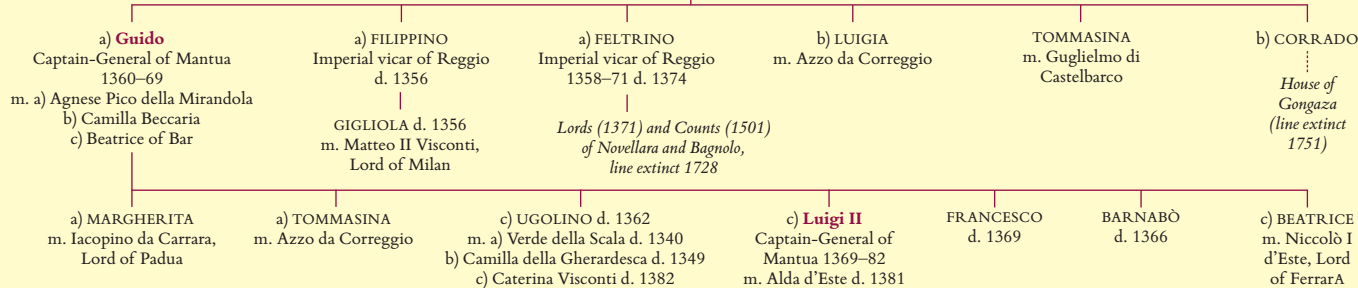 a) Guido
Captain-General of Mantua
1360–69
m. a) Agnese Pico della Mirandola
b) Camilla Beccaria
c) Beatrice of Bar
a) FILIPPINO
Imperial vicar of Reggio
d. 1356
GIGLIOLA d. 1356
m. Matteo II Visconti,
Lord of Milan
a) FELTRINO
Imperial vicar of Reggio
1358–71 d. 1374
Lords (1371) and Counts (1501)
of Novellara and Bagnolo,
line extinct 1728
b) LUIGIA
m. Azzo da Correggio
TOMMASINA
m. Guglielmo di
Castelbarco
b) CORRADO
House of
Gongaza
(line extinct
1751)
a) MARGHERITA
m. Iacopino da Carrara,
Lord of Padua
a) TOMMASINA
m. Azzo da Correggio
c) UGOLINO d. 1362
m. a) Verde della Scala d. 1340
b) Camilla della Gherardesca d. 1349
c) Caterina Visconti d. 1382
c) Luigi II
Captain-General of
Mantua 1369–82
m. Alda d'Este d. 1381
FRANCESCO
d. 1369
BARNABÒ
d. 1366
c) BEATRICE
m. Niccolò I
d'Este, Lord
of FerrarA